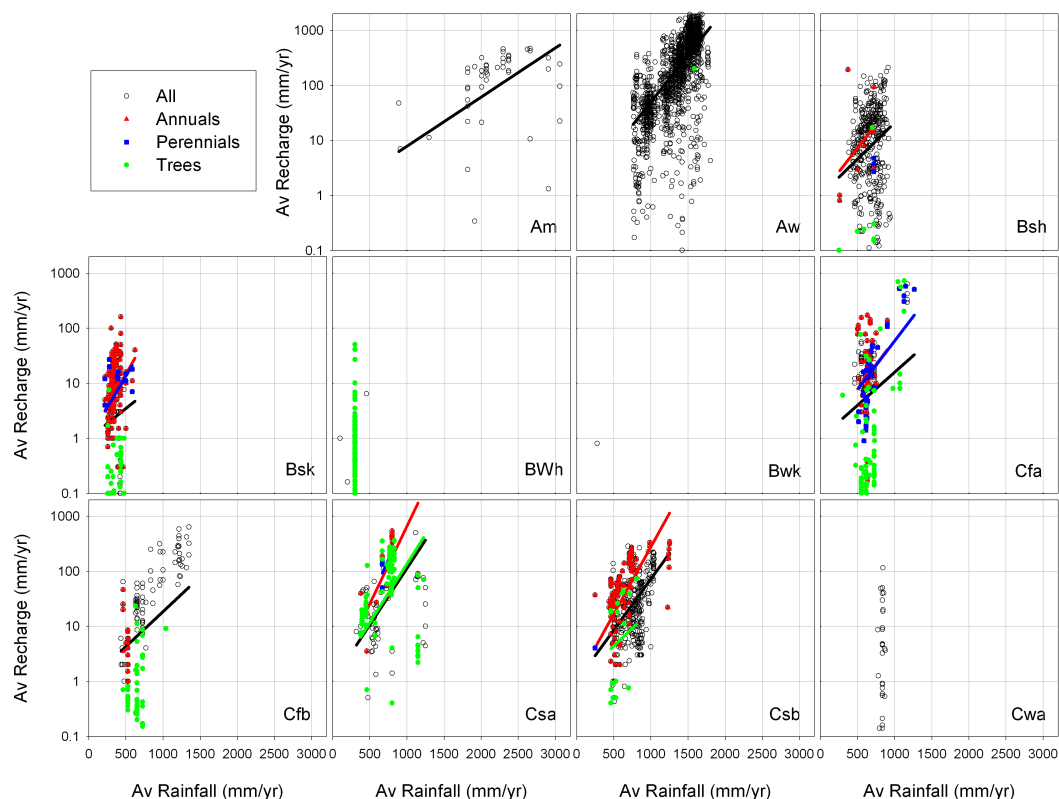 All
Annuals
Perennials
Trees
Av Recharge (mm/yr)
1000
100
10
1
0.1
Am
Aw
Bsh
Av Recharge (mm/yr)
1000
100
10
1
0.1
Bsk
BWh
Bwk
Cfa
Av Recharge (mm/yr)
1000
100
10
1
0.1
Cfb
Csa
Csb
Cwa
0 500 1000 1500 2000 2500 3000 0 500 1000 1500 2000 2500 3000 0 500 1000 1500 2000 2500 3000 0 500 1000 1500 2000 2500 3000
Av Rainfall (mm/yr) Av Rainfall (mm/yr) Av Rainfall (mm/yr) Av Rainfall (mm/yr)